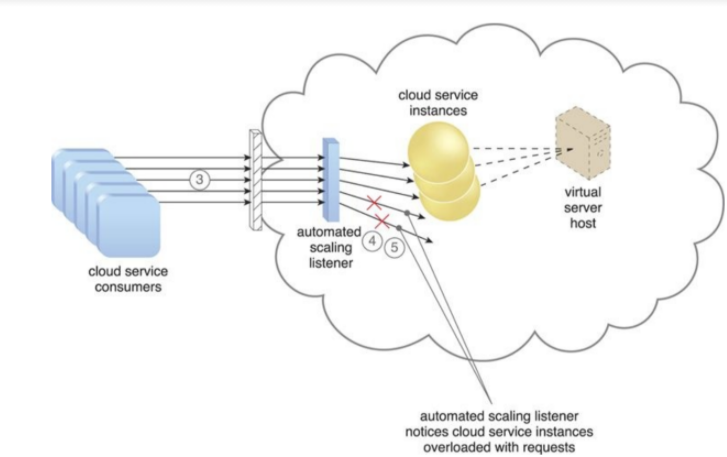 cloud service
instances
3
automated
scaling
listener
4
5
virtual
server
host
cloud service
consumers
automated scaling listener
notices cloud service instances
overloaded with requests